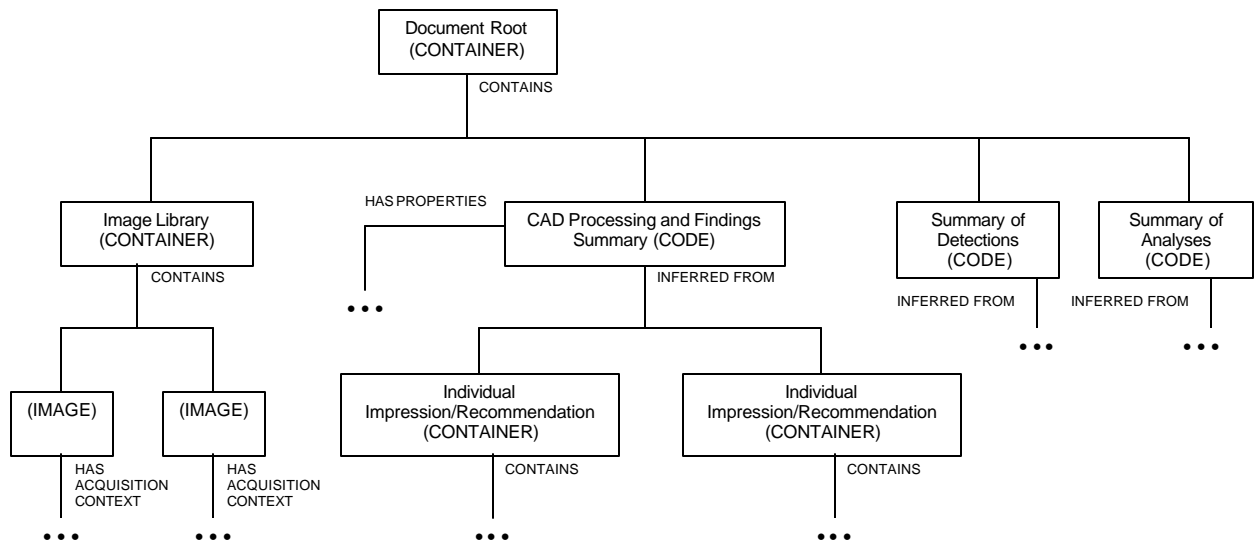 Document Root
(CONTAINER)
CONTAINS
Image Library
(CONTAINER)
CONTAINS
HAS PROPERTIES
CAD Processing and Findings
Summary (CODE)
INFERRED FROM
Summary of
Detections
(CODE)
INFERRED FROM
Summary of
Analyses
(CODE)
INFERRED FROM
•••
•••
•••
(IMAGE)
HAS
ACQUISITION
CONTEXT
•••
(IMAGE)
HAS
ACQUISITION
CONTEXT
•••
Individual
Impression/Recommendation
(CONTAINER)
CONTAINS
•••
Individual
Impression/Recommendation
(CONTAINER)
CONTAINS
•••